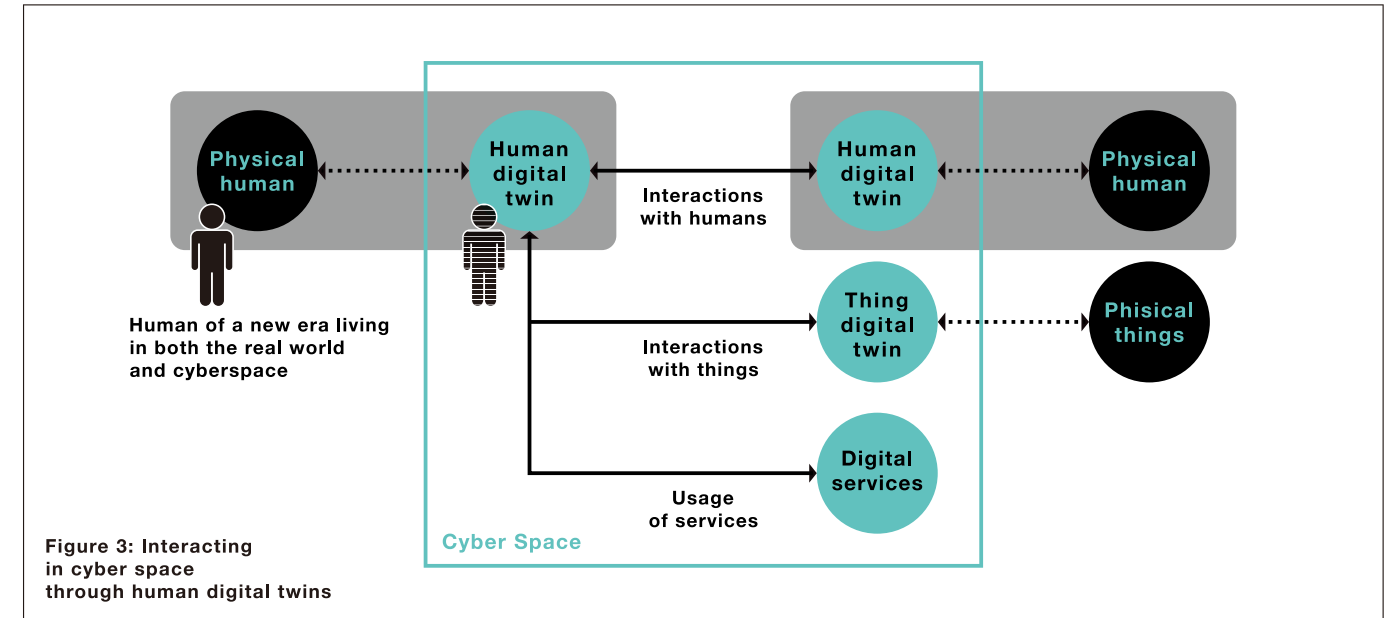 Physical
human
Human
digital
twin
Interactions
with humans
Human
digital
twin
Physical
human
Human of a new era living
in both the real world
and cyberspace
Interactions
with things
Thing
digital
twin
Phisical
things
Usage
of services
Digital
services
Cyber Space
Figure 3: Interacting
in cyber space
through human digital twins